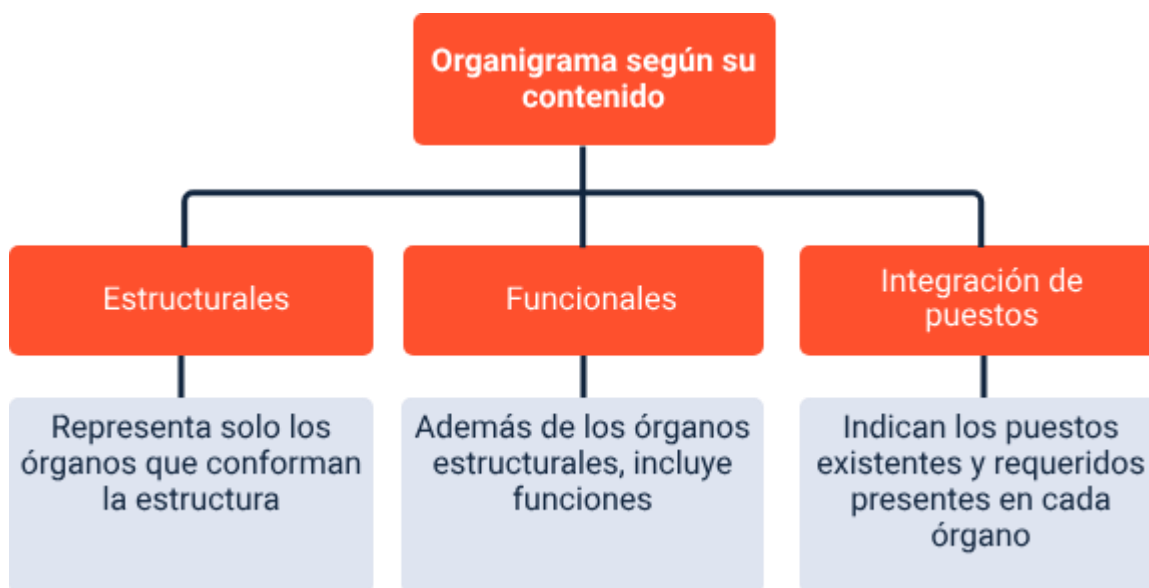 Organigrama según su
contenido
Estructurales
Funcionales
Integración de
puestos
Representa solo los
órganos que conforman
la estructura
Además de los órganos
estructurales, incluye
funciones
Indican los puestos
existentes y requeridos
presentes en cada
órgano